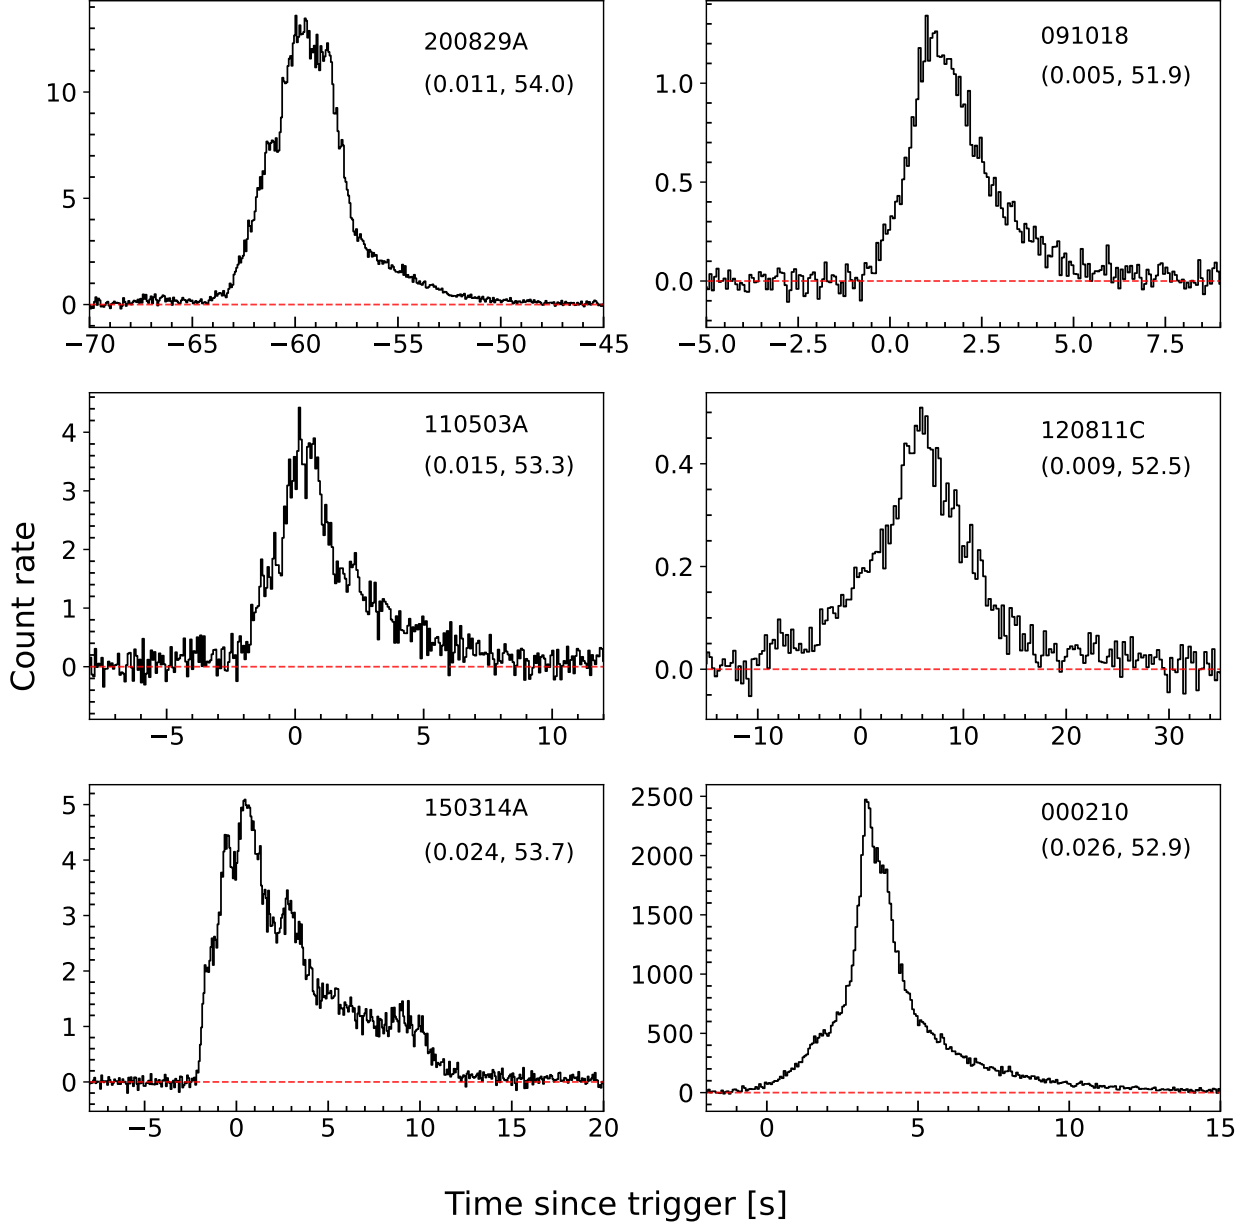 200829A
(0.011, 54.0)
10
5
0
−70 −65 −60 −55 −50 −45
091018
(0.005, 51.9)
1.0
0.5
0.0
−5.0 −2.5 0.0 2.5 5.0 7.5
110503A
(0.015, 53.3)
4
3
2
1
0
−5 0 5 10
120811C
(0.009, 52.5)
0.4
0.2
0.0
−10 0 10 20 30
150314A
(0.024, 53.7)
5
4
3
2
1
0
−5 0 5 10 15 20
000210
(0.026, 52.9)
2500
2000
1500
1000
500
0
0 5 10 15
Count rate
Time since trigger [s]